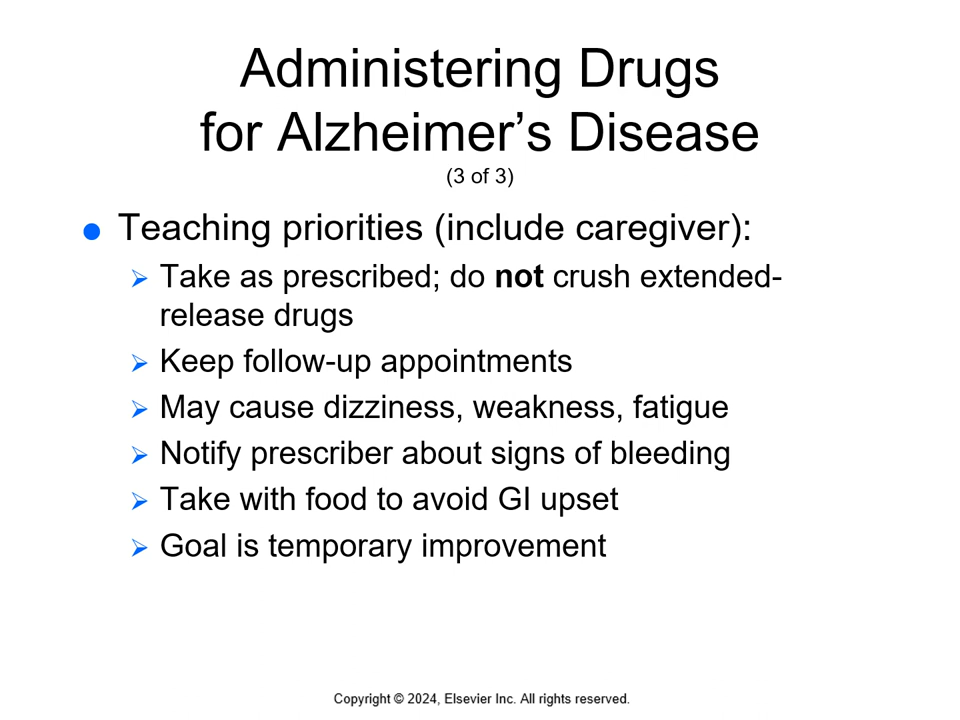 Administering Drugs
for Alzheimer’s Disease
(3 of 3)
Teaching priorities (include caregiver):
Take as prescribed; do not crush extended-
release drugs
Keep follow-up appointments
May cause dizziness, weakness, fatigue
Notify prescriber about signs of bleeding
Take with food to avoid GI upset
Goal is temporary improvement
Copyright © 2024, Elsevier Inc. All rights reserved.